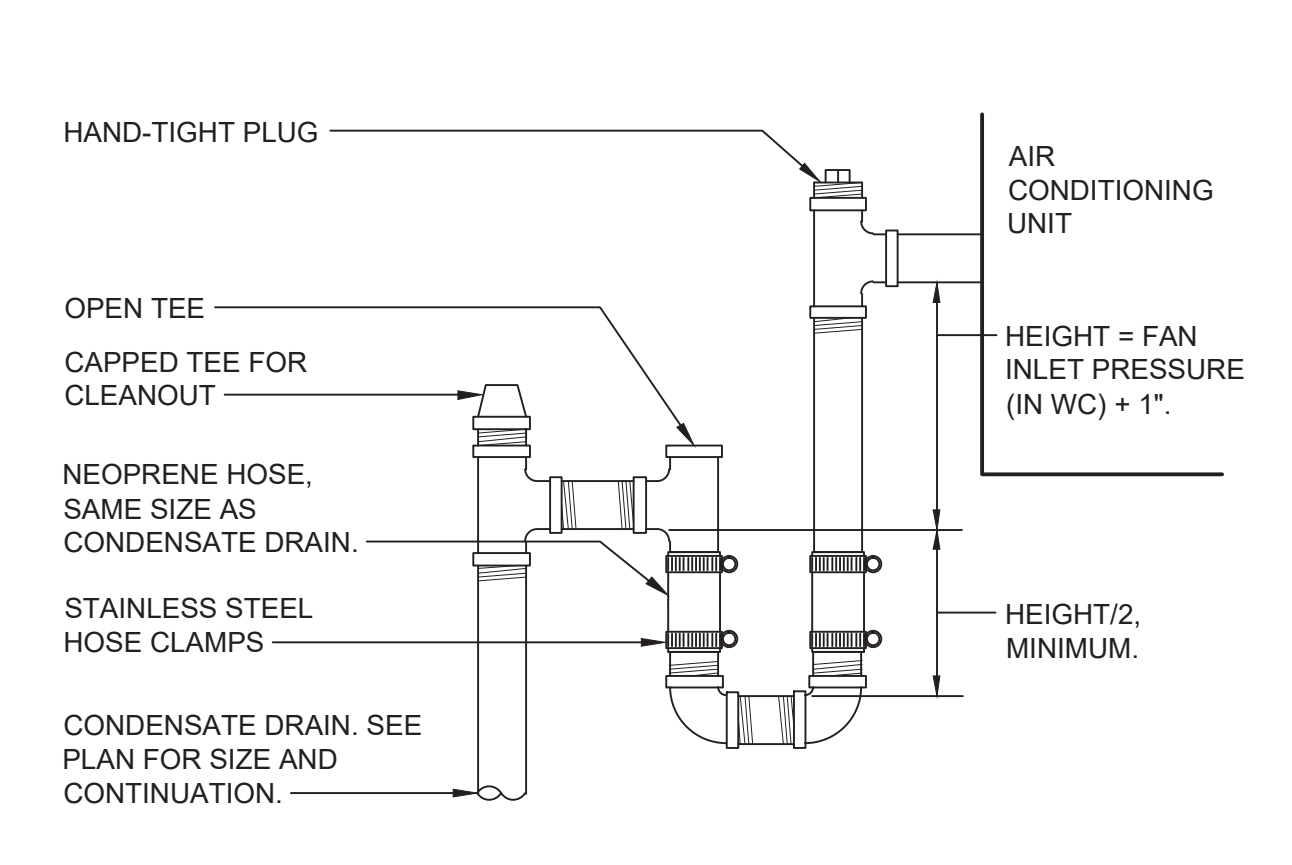 HAND-TIGHT PLUG
AIR
CONDITIONING
UNIT
OPEN TEE
CAPPED TEE FOR
CLEANOUT
HEIGHT = FAN
INLET PRESSURE
(IN WC) + 1".
NEOPRENE HOSE,
SAME SIZE AS
CONDENSATE DRAIN.
STAINLESS STEEL
HOSE CLAMPS
HEIGHT/2,
MINIMUM.
CONDENSATE DRAIN. SEE
PLAN FOR SIZE AND
CONTINUATION.